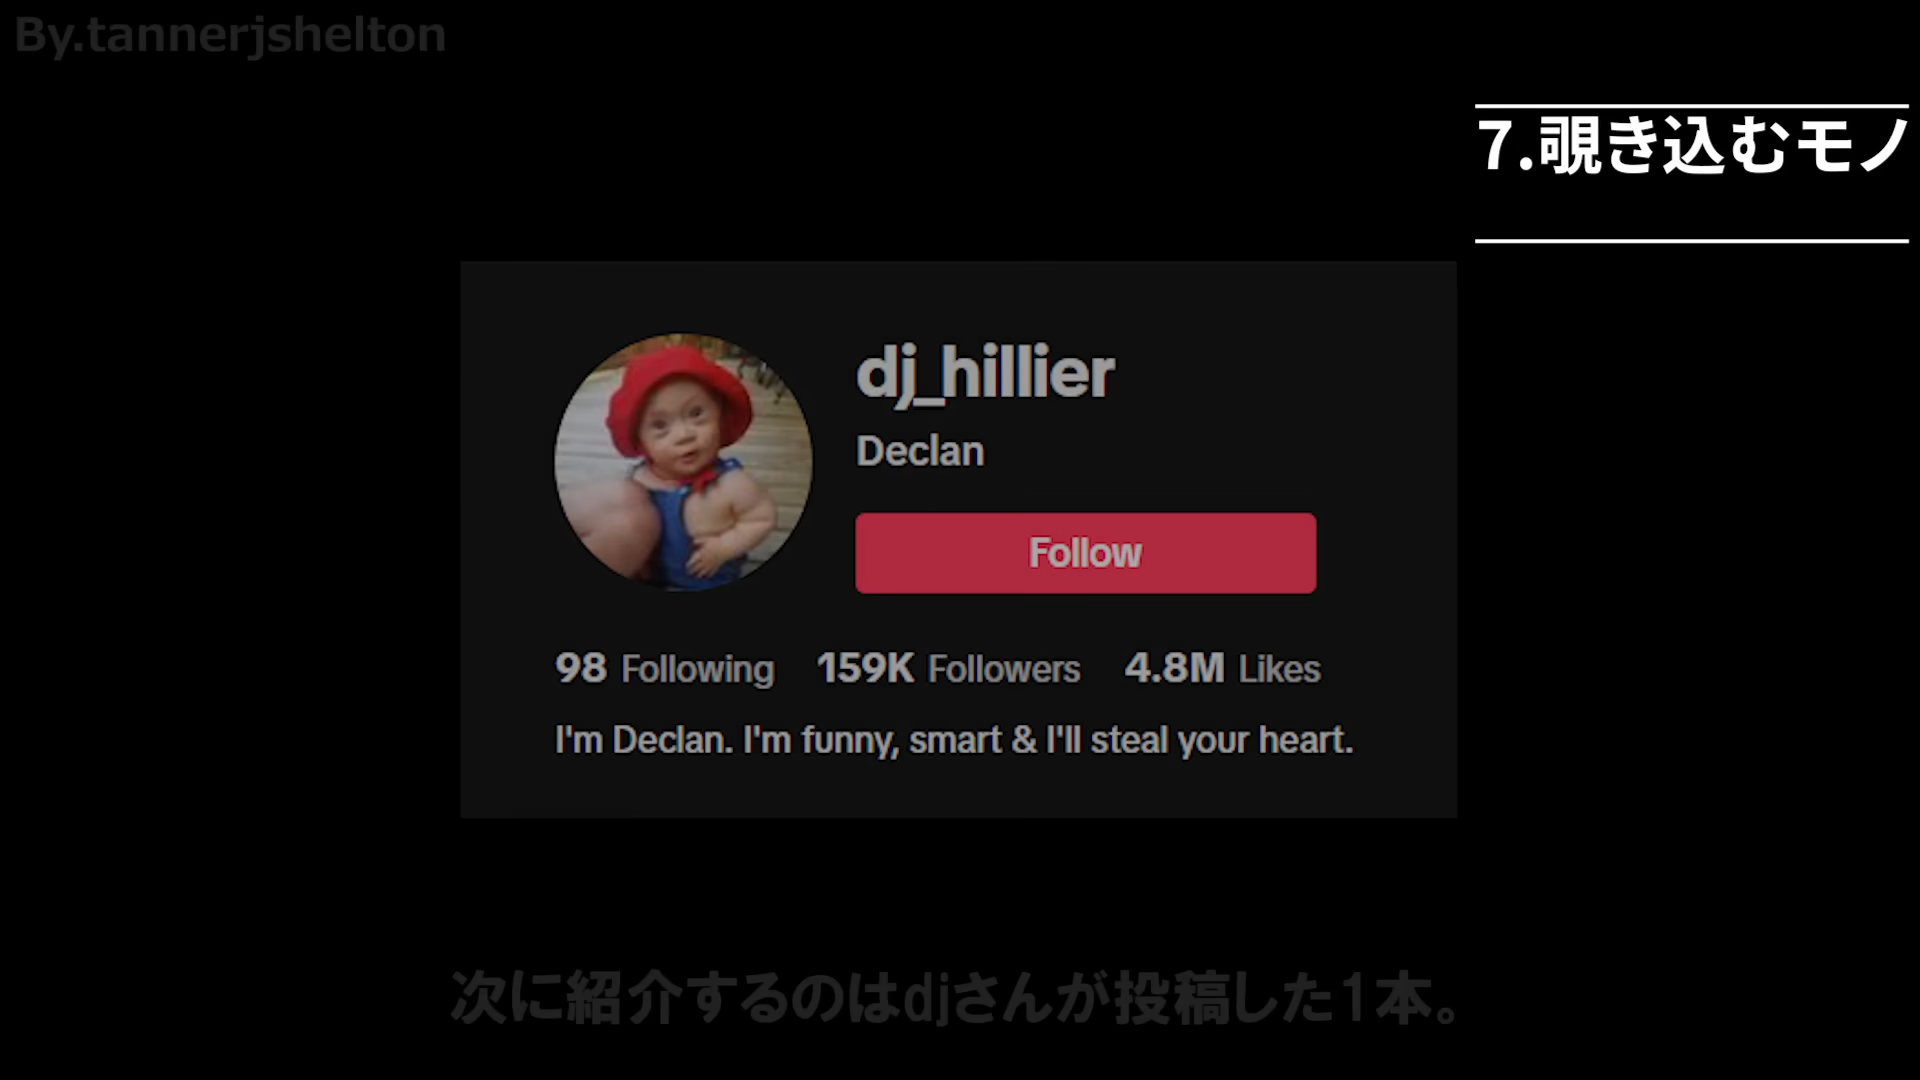 By.tannerjshelton
7.覗き込むモノ
dj_hillier
Declan
Follow
98 Following 159K Followers 4.8M Likes
I'm Declan. I'm funny, smart & I'll steal your heart.
次に紹介するのはdjさんが投稿した1本。